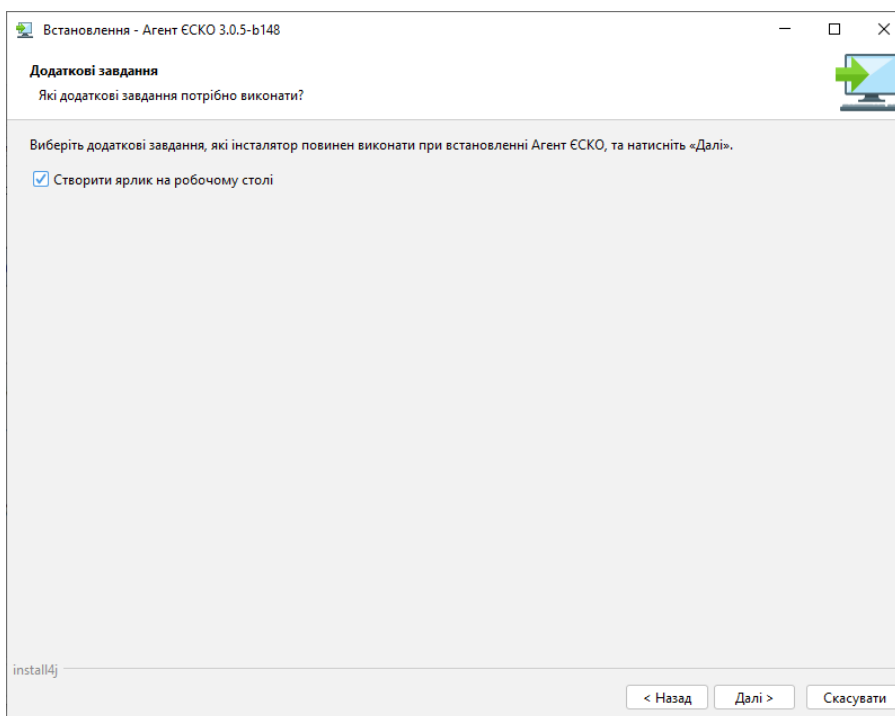 Встановлення - Агент ЄСКО 3.0.5-b148
Додаткові завдання
Які додаткові завдання потрібно виконати?
Виберіть додаткові завдання, які інсталятор повинен виконати при встановленні Агент ЄСКО, та натисніть «Далі».
Створити ярлик на робочому столі
install4j
< Назад Далі > Скасувати